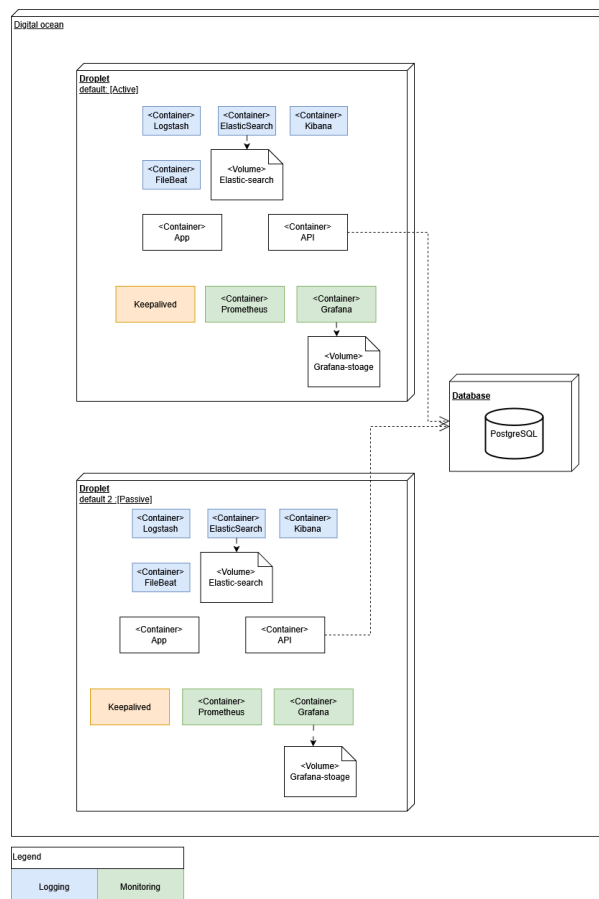 Digital ocean
Droplet
default: [Active]
<Container>
Logstash
<Container>
ElasticSearch
<Container>
Kibana
<Container>
FileBeat
<Volume>
Elastic-search
<Container>
App
<Container>
API
Keepalived
<Container>
Prometheus
<Container>
Grafana
<Volume>
Grafana-stoage
Database
PostgreSQL
Droplet
default 2 :[Passive]
<Container>
Logstash
<Container>
ElasticSearch
<Container>
Kibana
<Container>
FileBeat
<Volume>
Elastic-search
<Container>
App
<Container>
API
Keepalived
<Container>
Prometheus
<Container>
Grafana
<Volume>
Grafana-stoage
Legend
Logging
Monitoring